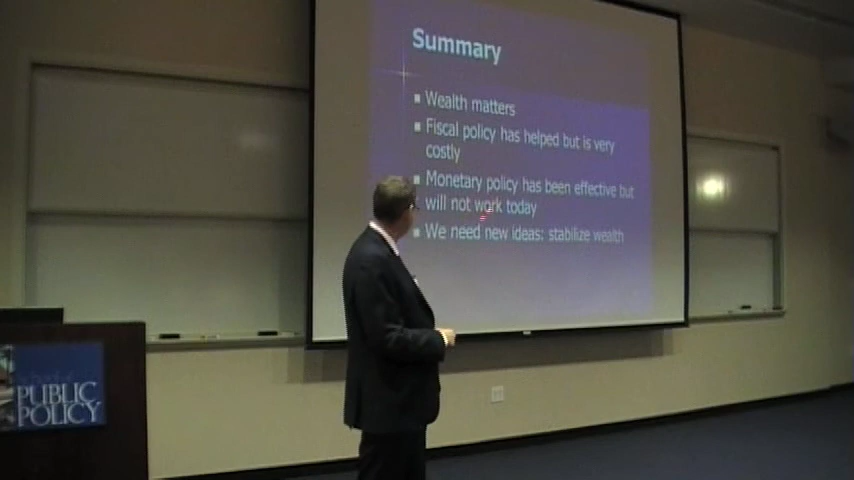 Summary
Wealth matters
Fiscal policy has helped but is very
costly
Monetary policy has been effective but
will not work today
We need new ideas: stabilize wealth
PUBLIC
POLICY